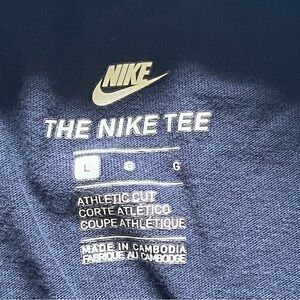 NIKE
THE NIKE TEE
L G G
ATHLETIC CUT
CORTE ATLÉTICO
COUPE ATHLÉTIQUE
MADE IN CAMBODIA
FABRIQUÉ AU CAMBODGE